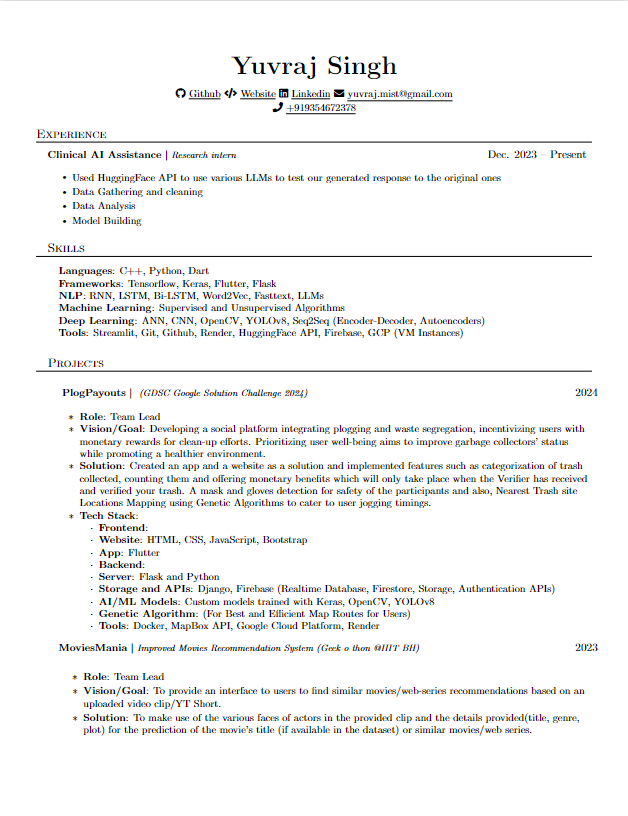 Yuvraj Singh
Github Website Linkedin yuvraj.mist@gmail.com
+919354672378
Experience
Clinical AI Assistance | Research intern Dec. 2023 – Present
• Used HuggingFace API to use various LLMs to test our generated response to the original ones
• Data Gathering and cleaning
• Data Analysis
• Model Building
Skills
Languages: C++, Python, Dart
Frameworks: Tensorflow, Keras, Flutter, Flask
NLP: RNN, LSTM, Bi-LSTM, Word2Vec, Fasttext, LLMs
Machine Learning: Supervised and Unsupervised Algorithms
Deep Learning: ANN, CNN, OpenCV, YOLOv8, Seq2Seq (Encoder-Decoder, Autoencoders)
Tools: Streamlit, Git, Github, Render, HuggingFace API, Firebase, GCP (VM Instances)
Projects
PlogPayouts | (GDSC Google Solution Challenge 2024) 2024
∗ Role: Team Lead
∗ Vision/Goal: Developing a social platform integrating plogging and waste segregation, incentivizing users with
monetary rewards for clean-up efforts. Prioritizing user well-being aims to improve garbage collectors' status
while promoting a healthier environment.
∗ Solution: Created an app and a website as a solution and implemented features such as categorization of trash
collected, counting them and offering monetary benefits which will only take place when the Verifier has received
and verified your trash. A mask and gloves detection for safety of the participants and also, Nearest Trash site
Locations Mapping using Genetic Algorithms to cater to user jogging timings.
∗ Tech Stack:
· Frontend:
· Website: HTML, CSS, JavaScript, Bootstrap
· App: Flutter
· Backend:
· Server: Flask and Python
· Storage and APIs: Django, Firebase (Realtime Database, Firestore, Storage, Authentication APIs)
· AI/ML Models: Custom models trained with Keras, OpenCV, YOLOv8
· Genetic Algorithm: (For Best and Efficient Map Routes for Users)
· Tools: Docker, MapBox API, Google Cloud Platform, Render
MoviesMania | Improved Movies Recommendation System (Geek o thon @IIIT BH) 2023
∗ Role: Team Lead
∗ Vision/Goal: To provide an interface to users to find similar movies/web-series recommendations based on an
uploaded video clip/YT Short.
∗ Solution: To make use of the various faces of actors in the provided clip and the details provided(title, genre,
plot) for the prediction of the movie's title (if available in the dataset) or similar movies/web series.